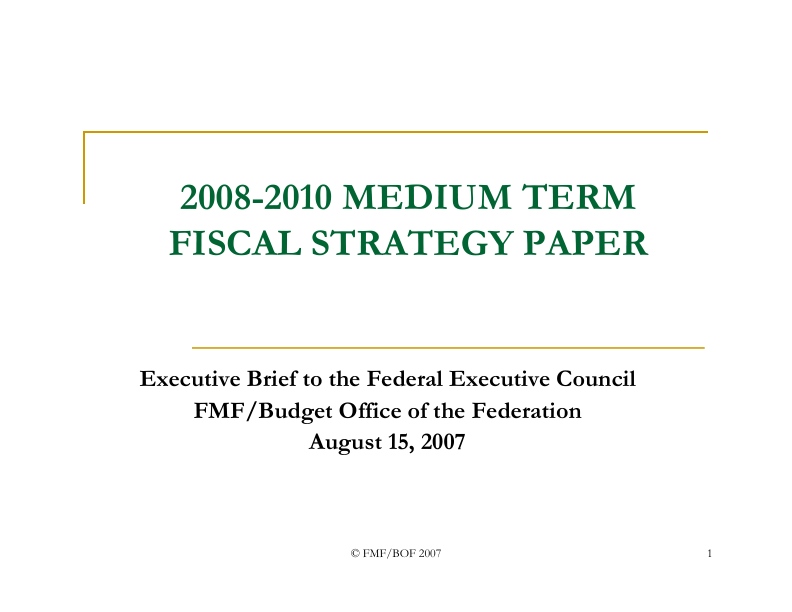 2008-2010 MEDIUM TERM
FISCAL STRATEGY PAPER
Executive Brief to the Federal Executive Council
FMF/Budget Office of the Federation
August 15, 2007
© FMF/BOF 2007
1